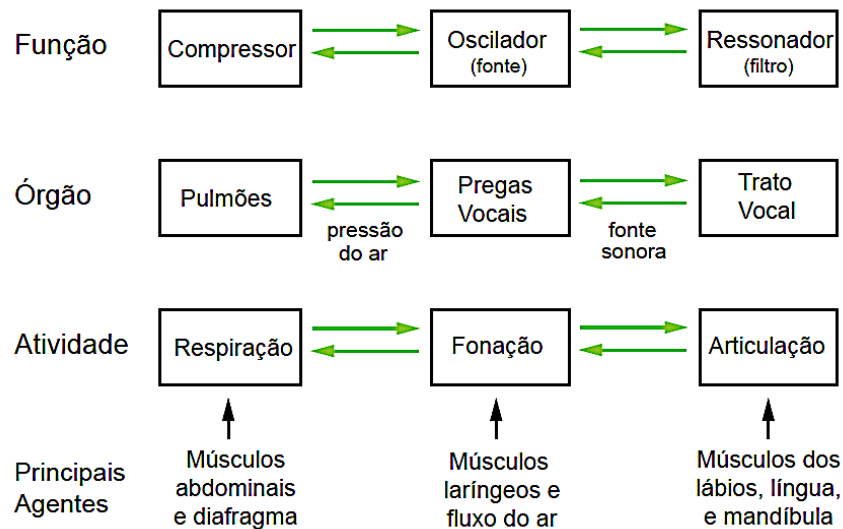 Função
Compressor
Oscilador
(fonte)
Ressonador
(filtro)
Órgão
Pulmões
pressão
do ar
Pregas
Vocais
fonte
sonora
Trato
Vocal
Atividade
Respiração
Fonação
Articulação
Principais
Agentes
Músculos
abdominais
e diafragma
Músculos
laríngeos e
fluxo do ar
Músculos dos
lábios, língua,
e mandíbula